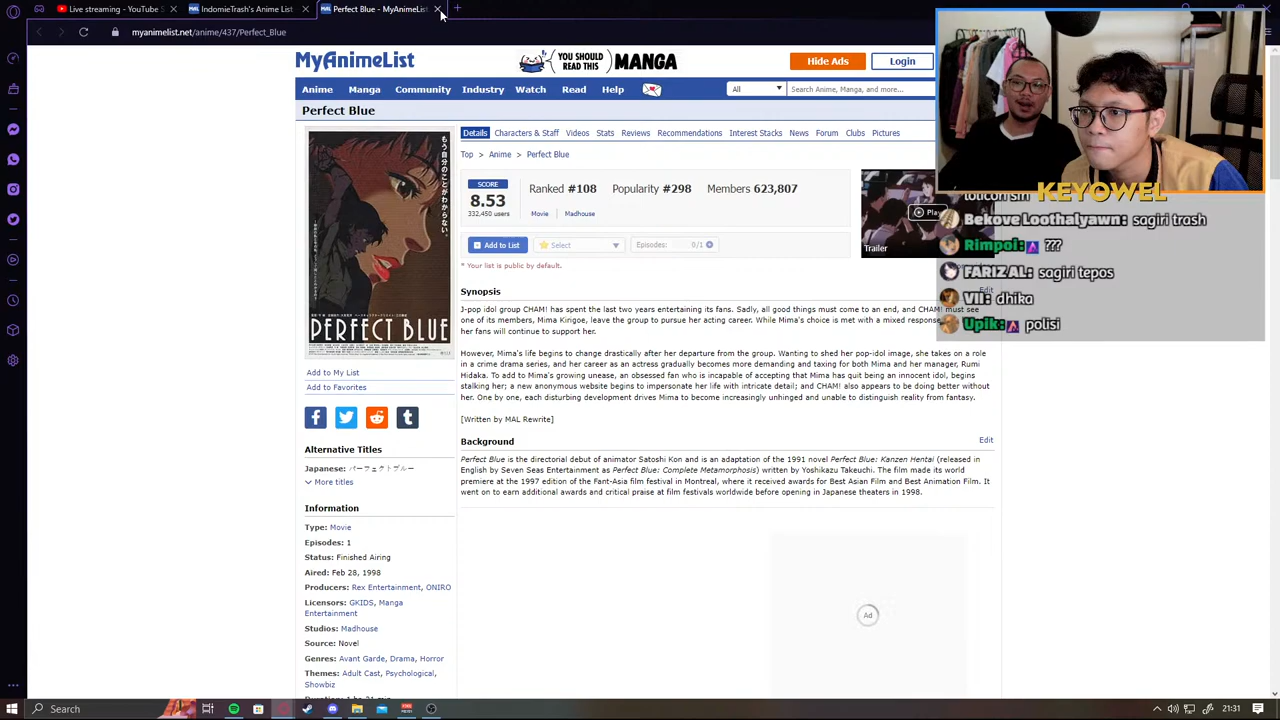 Live streaming - YouTube S
IndomieTrash's Anime List
Perfect Blue - MyAnimeList
myanimelist.net/anime/437/Perfect_Blue
MyAnimeList
YOU SHOULD READ THIS MANGA
Hide Ads
Login
Anime Manga Community Industry Watch Read Help
All
Search Anime, Manga, and more...
Perfect Blue
もう自分のことがわからない。
PERFECT BLUE
Details Characters & Staff Videos Stats Reviews Recommendations Interest Stacks News Forum Clubs Pictures
Top > Anime > Perfect Blue
SCORE
8.53
332,450 users
Ranked #108 Popularity #298 Members 623,807
Movie Madhouse
Add to List
Select
Episodes: 0/1
* Your list is public by default.
Play
Trailer
Synopsis
Edit
J-pop idol group CHAM! has spent the last two years entertaining its fans. Sadly, all good things must come to an end, and CHAM! must see
one of its members, Mima Kirigoe, leave the group to pursue her acting career. While Mima's choice is met with a mixed response,
her fans will continue to support her.
However, Mima's life begins to change drastically after her departure from the group. Wanting to shed her pop-idol image, she takes on a role
in a crime drama series, and her career as an actress gradually becomes more demanding and taxing for both Mima and her manager, Rumi
Hidaka. To add to Mima's growing unease, an obsessed fan who is incapable of accepting that Mima has quit being an innocent idol, begins
stalking her; a new anonymous website begins to impersonate her life with intricate detail; and CHAM! also appears to be doing better without
her. One by one, each disturbing development drives Mima to become increasingly unhinged and unable to distinguish reality from fantasy.
[Written by MAL Rewrite]
Background
Edit
Perfect Blue is the directorial debut of animator Satoshi Kon and is an adaptation of the 1991 novel Perfect Blue: Kanzen Hentai (released in
English by Seven Seas Entertainment as Perfect Blue: Complete Metamorphosis) written by Yoshikazu Takeuchi. The film made its world
premiere at the 1997 edition of the Fant-Asia film festival in Montreal, where it received awards for Best Asian Film and Best Animation Film. It
went on to earn additional awards and critical praise at film festivals worldwide before opening in Japanese theaters in 1998.
Ad
Add to My List
Add to Favorites
Alternative Titles
Japanese: パーフェクトブルー
More titles
Information
Type: Movie
Episodes: 1
Status: Finished Airing
Aired: Feb 28, 1998
Producers: Rex Entertainment, ONIRO
Licensors: GKIDS, Manga
Entertainment
Studios: Madhouse
Source: Novel
Genres: Avant Garde, Drama, Horror
Themes: Adult Cast, Psychological,
Showbiz
KEYOWEL
Bekove Loothalyawn: sagiri trash
Rimpoi: ???
FARIZ AL: sagiri tepos
VII: dhika
Upik: polisi
Search
21:31